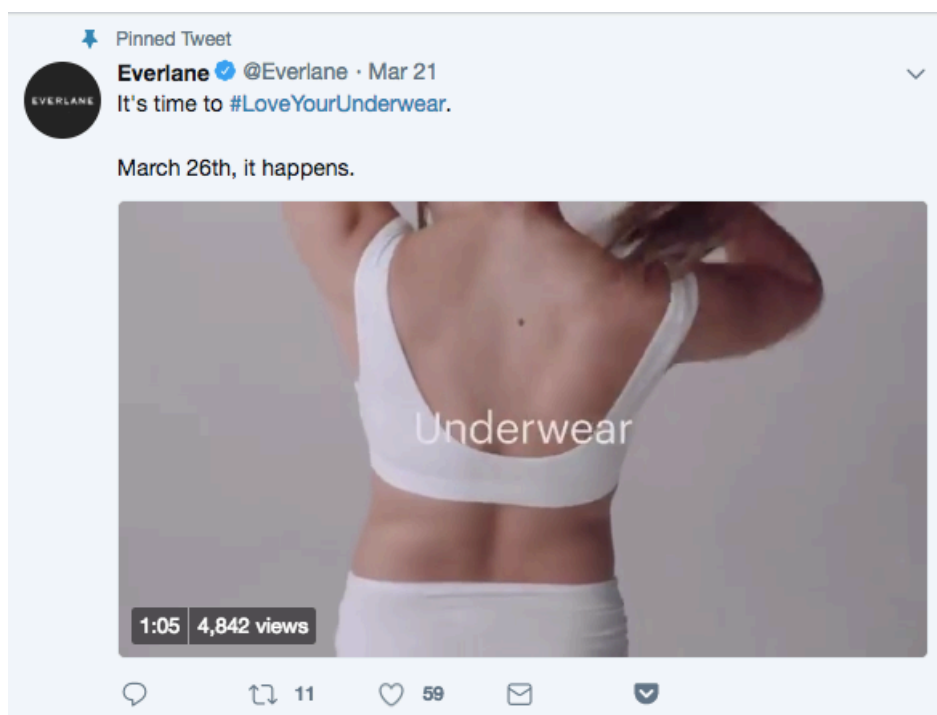 Pinned Tweet
Everlane @Everlane · Mar 21
EVERLANE
It's time to #LoveYourUnderwear.
March 26th, it happens.
Underwear
1:05 4,842 views
11 59